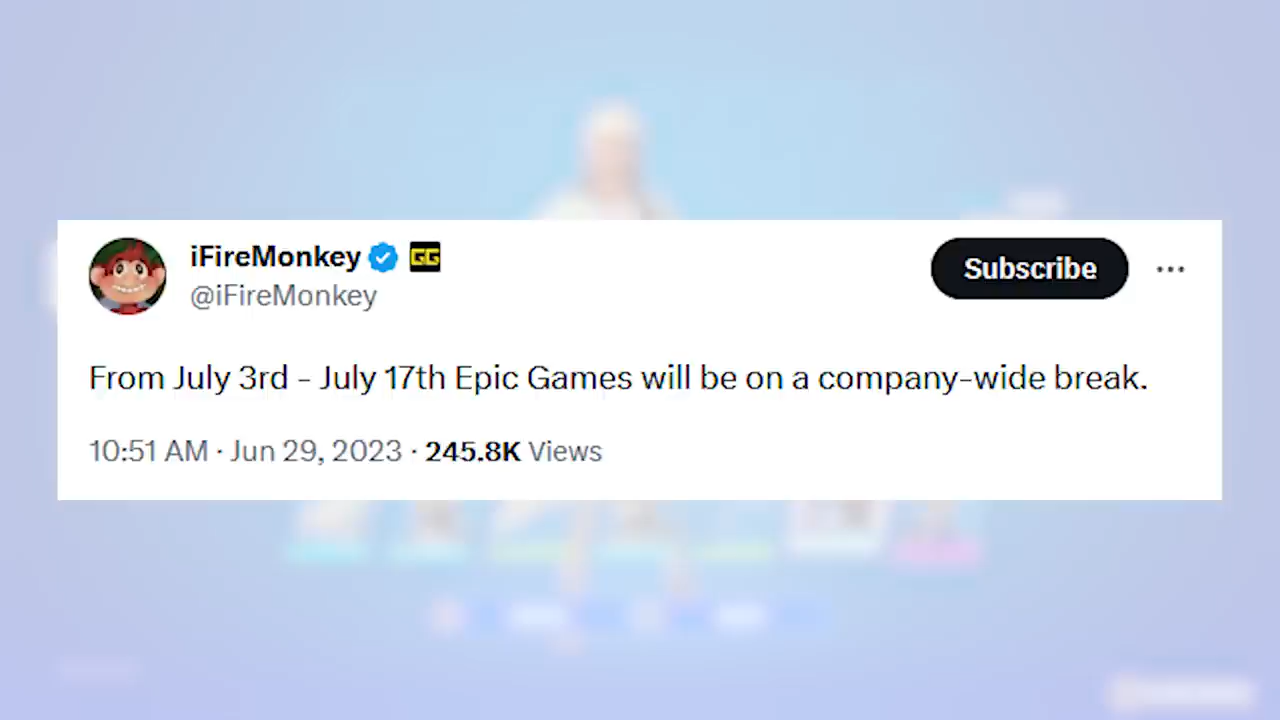 iFireMonkey GG
@iFireMonkey
Subscribe
From July 3rd - July 17th Epic Games will be on a company-wide break.
10:51 AM · Jun 29, 2023 · 245.8K Views